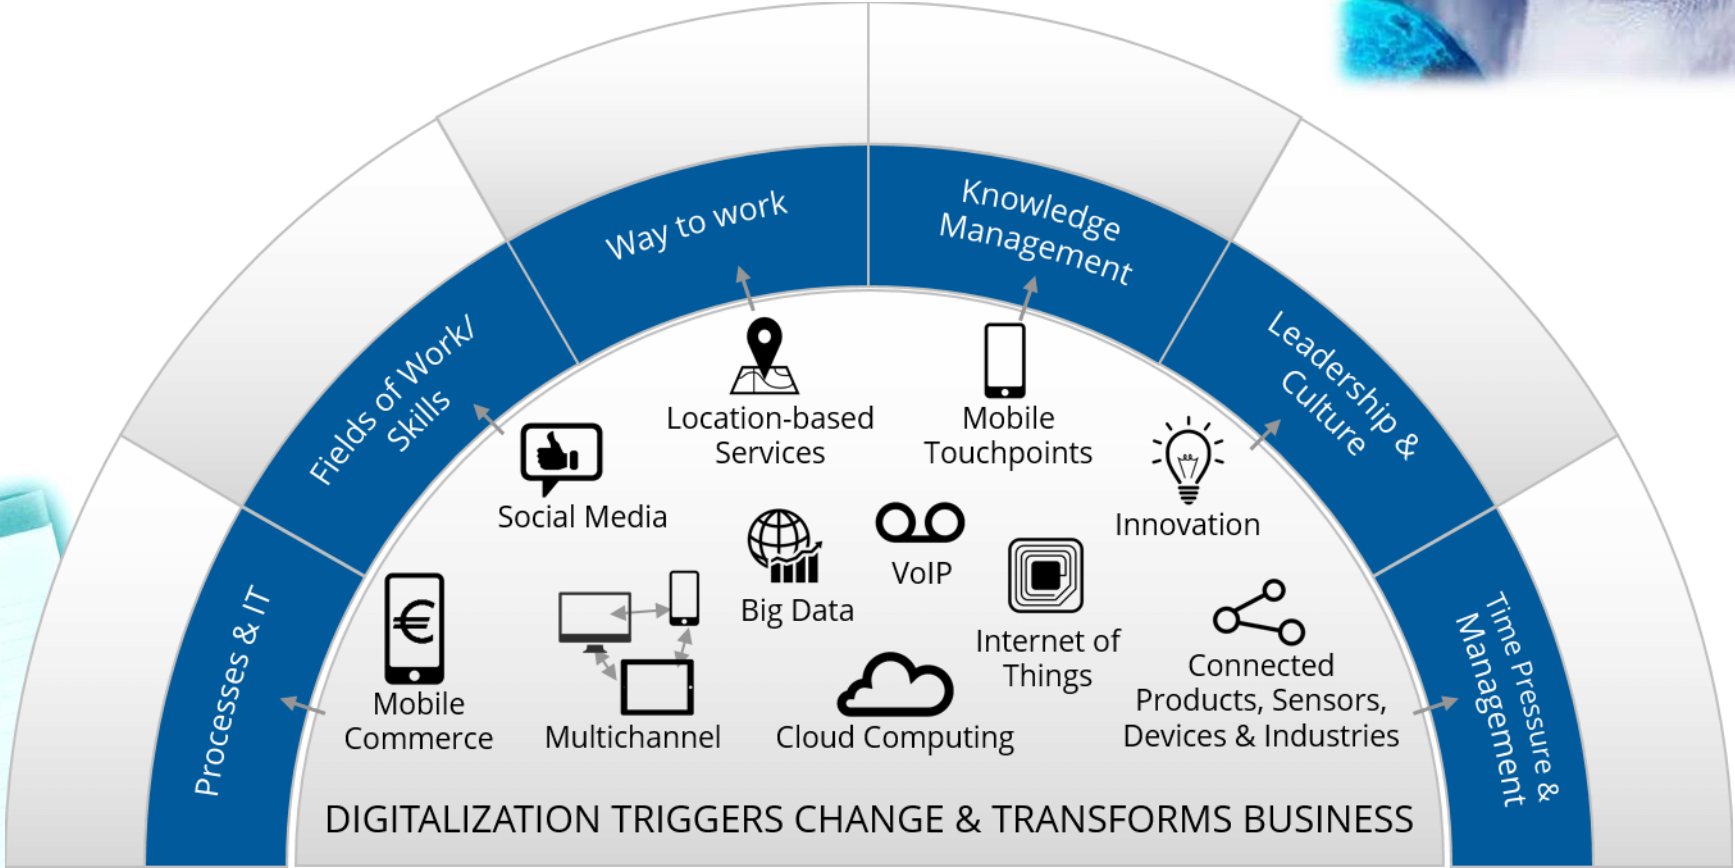 Way to work
Knowledge
Management
Fields of Work/
Skills
Leadership &
Culture
Processes & IT
Time Pressure &
Management
Location-based
Services
Mobile
Touchpoints
Social Media
Innovation
Big Data
VoIP
Internet of
Things
Mobile
Commerce
Multichannel
Cloud Computing
Connected
Products, Sensors,
Devices & Industries
DIGITALIZATION TRIGGERS CHANGE & TRANSFORMS BUSINESS